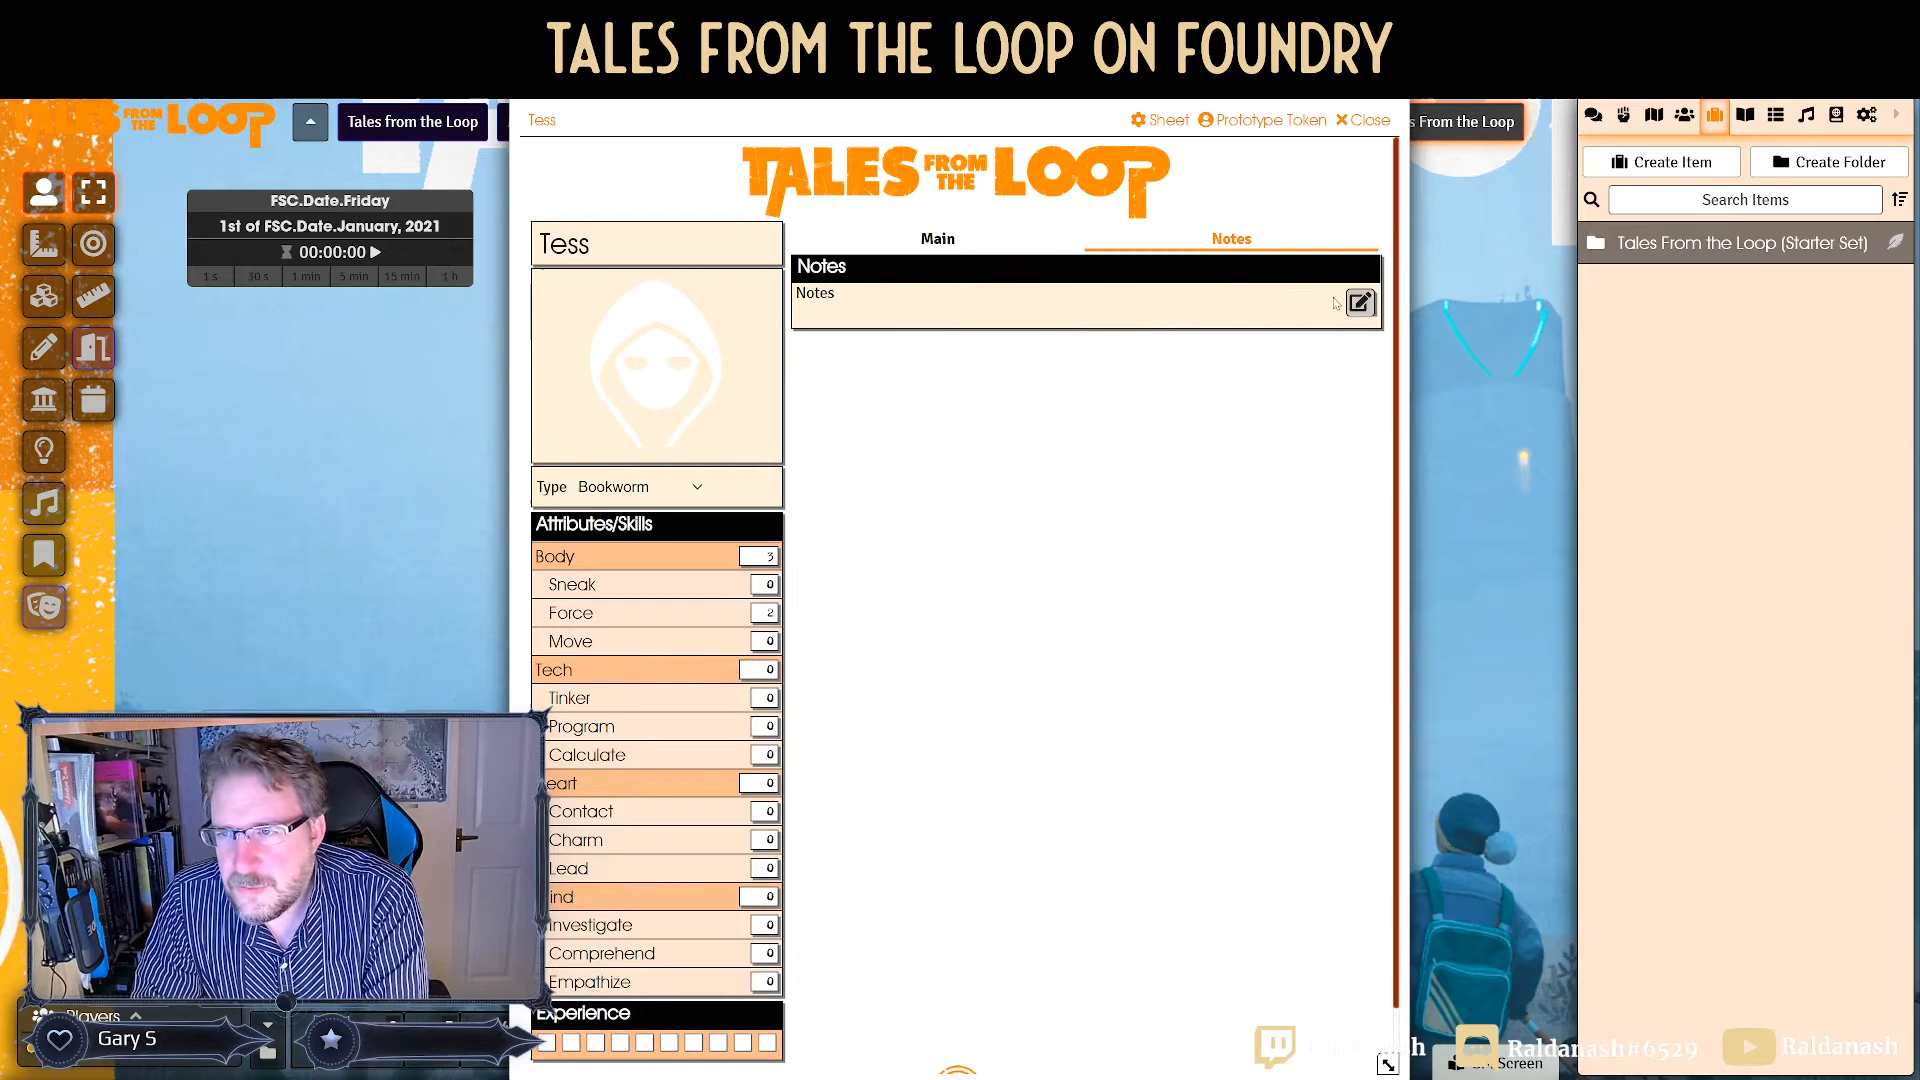 TALES FROM THE LOOP ON FOUNDRY
FROM THE LOOP
Tales from the Loop
Tess
Sheet
Prototype Token
Close
s From the Loop
FSC.Date.Friday
1st of FSC.Date.January, 2021
00:00:00
1 s
30 s
1 min
5 min
15 min
1 h
TALES FROM THE LOOP
Tess
Main
Notes
Notes
Notes
Type Bookworm
Attributes/Skills
Body 3
Sneak 0
Force 2
Move 0
Tech 0
Tinker 0
Program 0
Calculate 0
eart 0
Contact 0
Charm 0
Lead 0
ind 0
Investigate 0
Comprehend 0
Empathize 0
Experience
Create Item
Create Folder
Search Items
Tales From the Loop (Starter Set)
Players
Gary S
Raldanash#6529
Raldanash
Screen